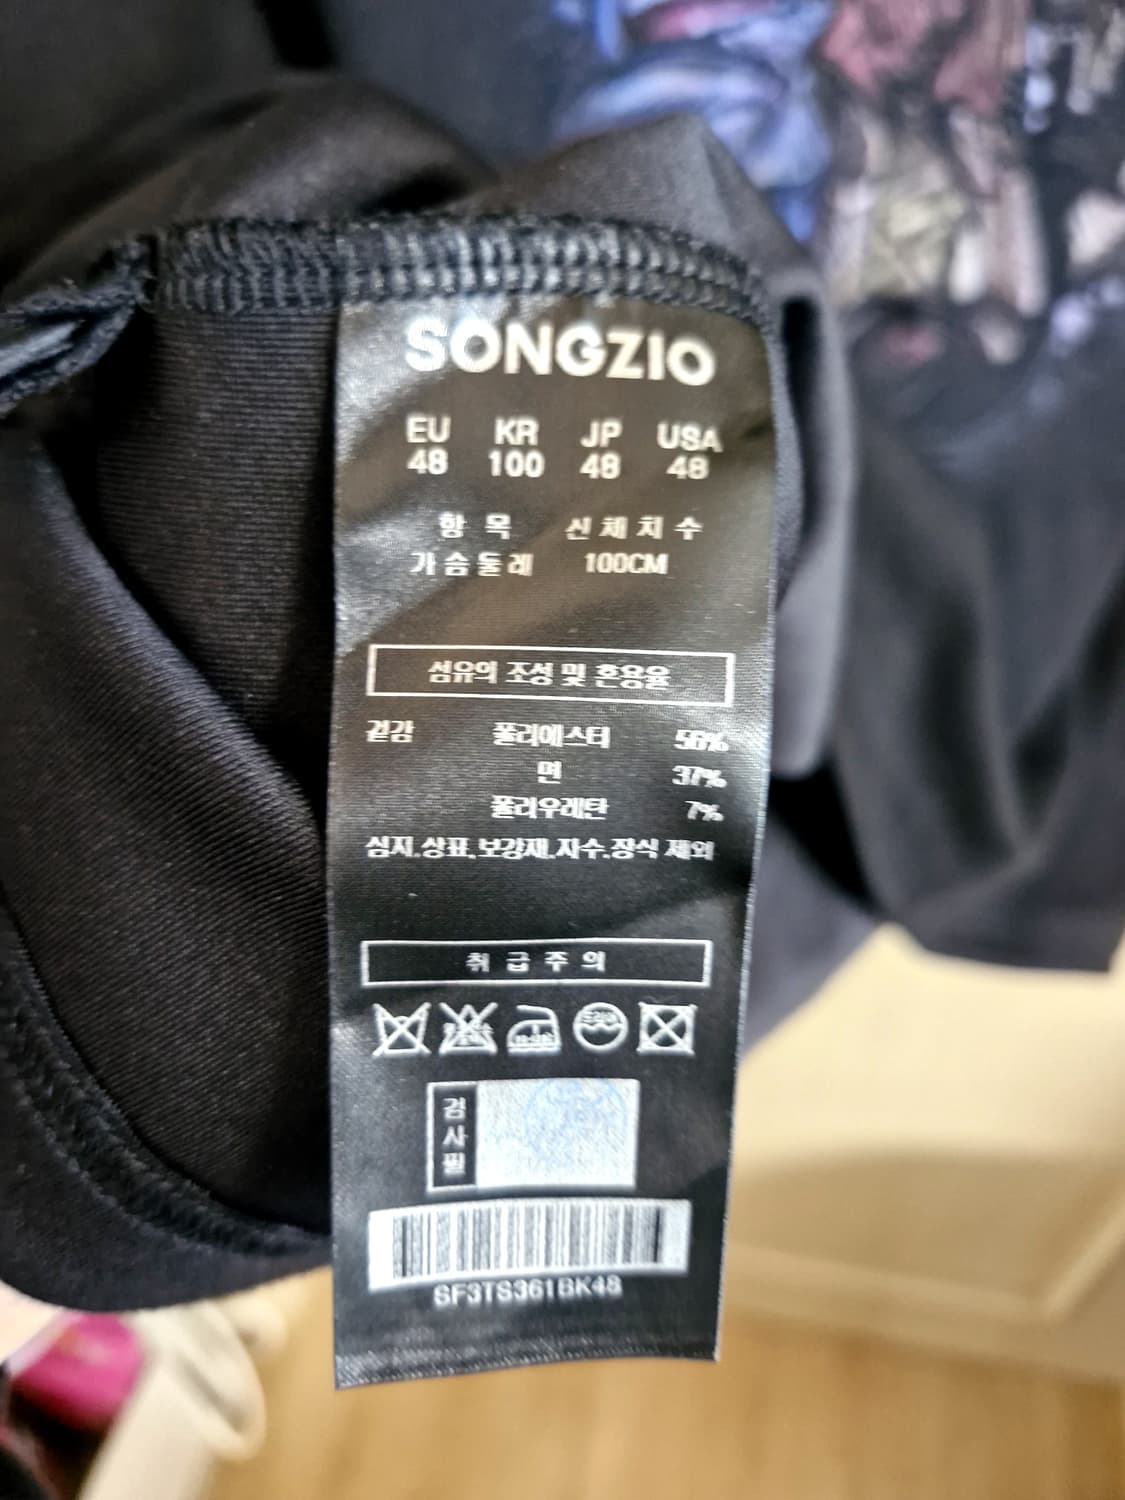 SONGZIO
EU KR JP USA
48 100 48 48
항 목 신체치수
가슴둘레 100CM
섬유의 조성 및 혼용율
겉감 폴리에스터 56%
면 37%
폴리우레탄 7%
심지,상표,보강재,자수,장식 제외
취급주의
드라이
검사필
SF3TS361BK48